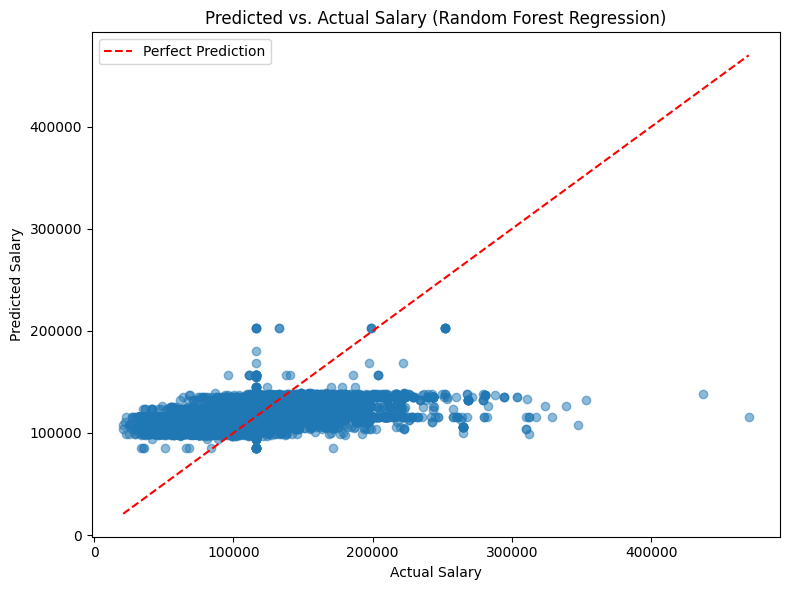 Predicted vs. Actual Salary (Random Forest Regression)
Perfect Prediction
400000
300000
200000
100000
0
Predicted Salary
0 100000 200000 300000 400000
Actual Salary